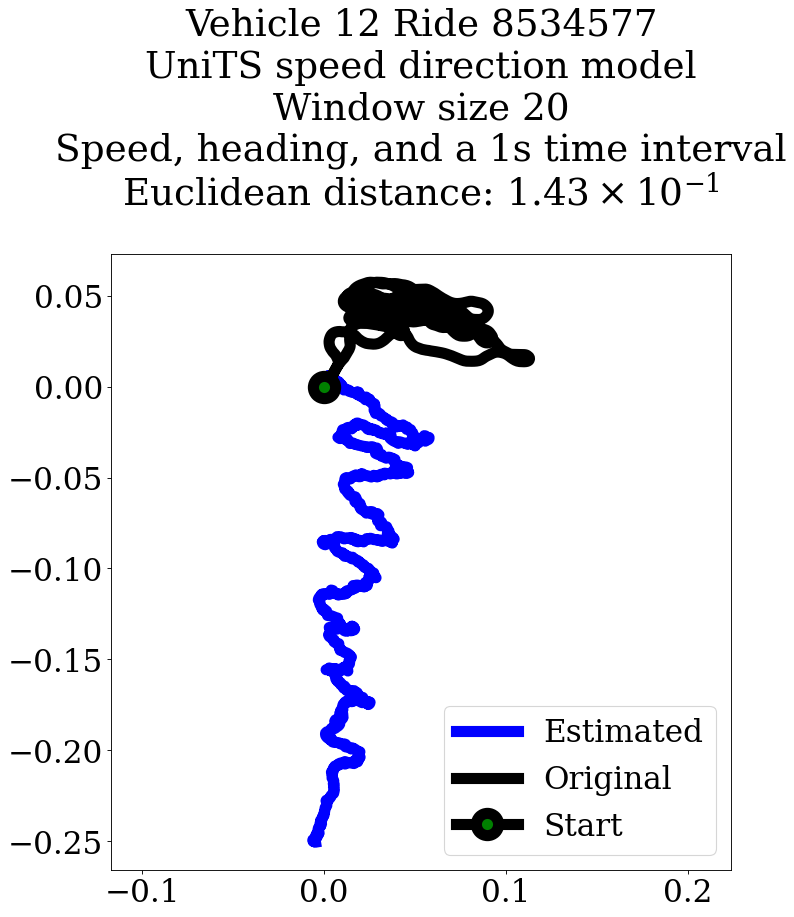 Vehicle 12 Ride 8534577
UniTS speed direction model
Window size 20
Speed, heading, and a 1s time interval
Euclidean distance: 1.43 × 10⁻¹
0.05
0.00
−0.05
−0.10
−0.15
−0.20
−0.25
Estimated
Original
Start
−0.1 0.0 0.1 0.2